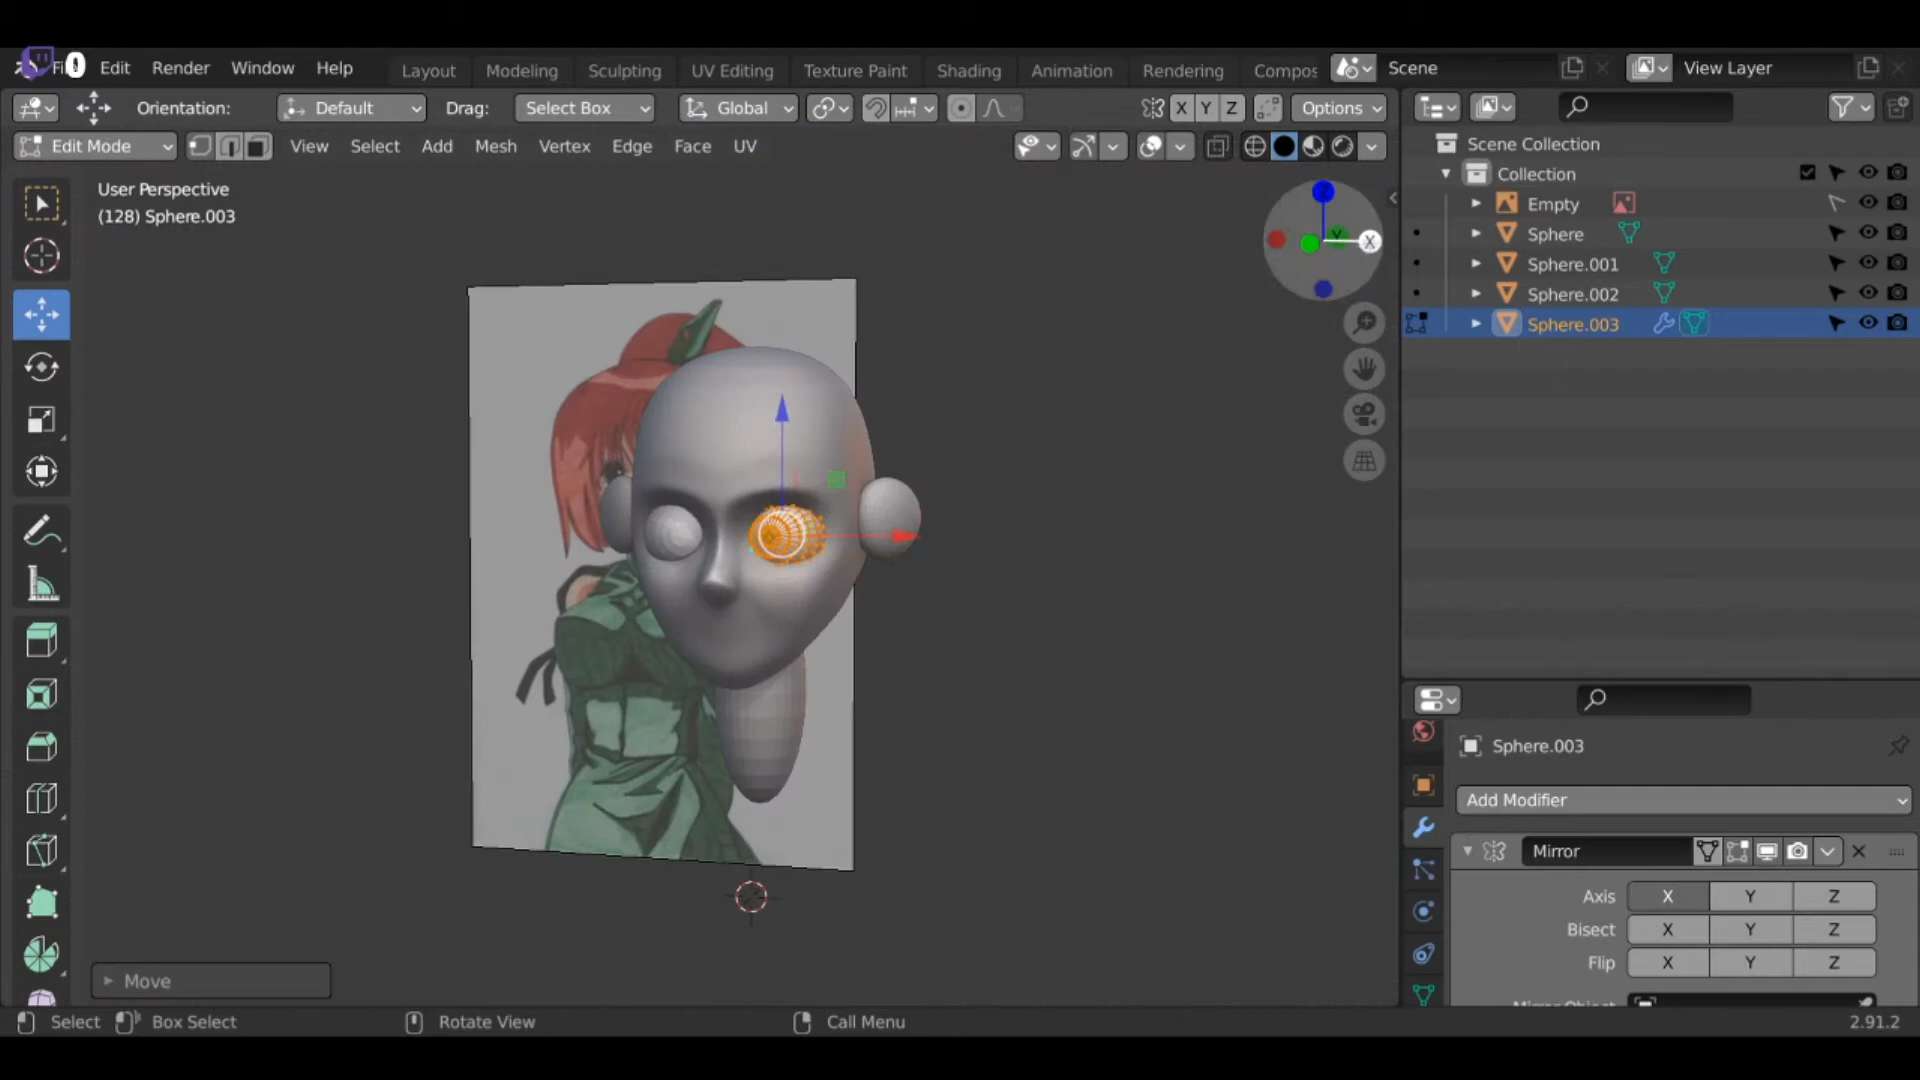 0 Edit Render Window Help Layout Modeling Sculpting UV Editing Texture Paint Shading Animation Rendering Compos Scene View Layer
Orientation: Default Drag: Select Box Global X Y Z Options
Edit Mode View Select Add Mesh Vertex Edge Face UV
User Perspective
(128) Sphere.003
Z
Y
X
Scene Collection
Collection
Empty
Sphere
Sphere.001
Sphere.002
Sphere.003
Sphere.003
Add Modifier
Mirror
Axis X Y Z
Bisect X Y Z
Flip X Y Z
Mirror Object
Move
Select Box Select Rotate View Call Menu 2.91.2